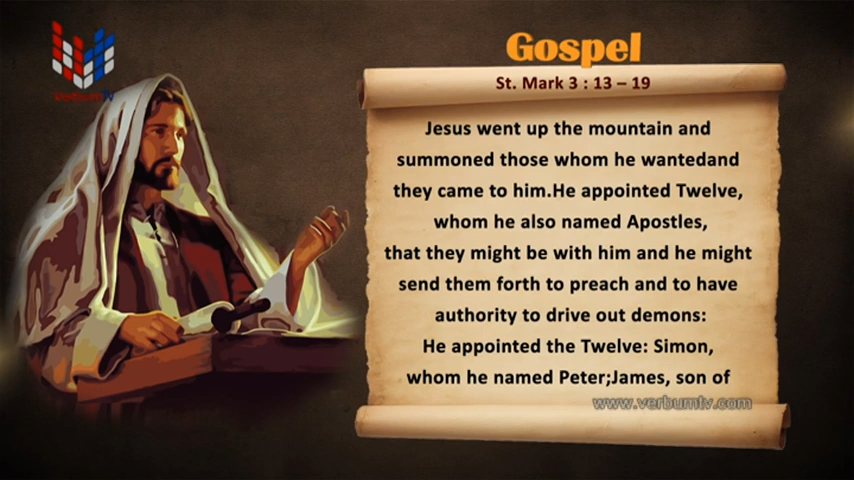 VerbumTv
Gospel
St. Mark 3 : 13 – 19
Jesus went up the mountain and
summoned those whom he wantedand
they came to him.He appointed Twelve,
whom he also named Apostles,
that they might be with him and he might
send them forth to preach and to have
authority to drive out demons:
He appointed the Twelve: Simon,
whom he named Peter;James, son of
www.verbumtv.com